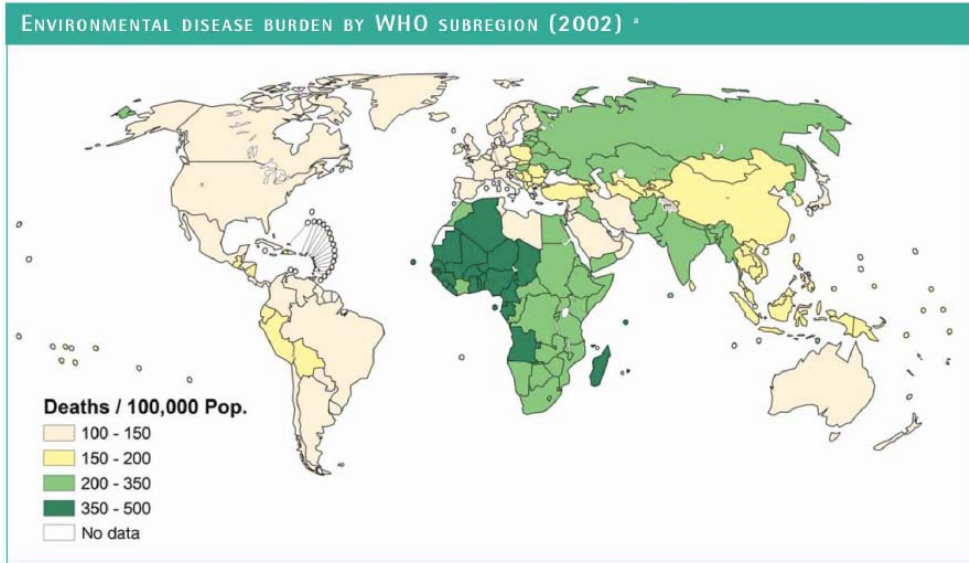 ENVIRONMENTAL DISEASE BURDEN BY WHO SUBREGION (2002) ª
Deaths / 100,000 Pop.
100 - 150
150 - 200
200 - 350
350 - 500
No data